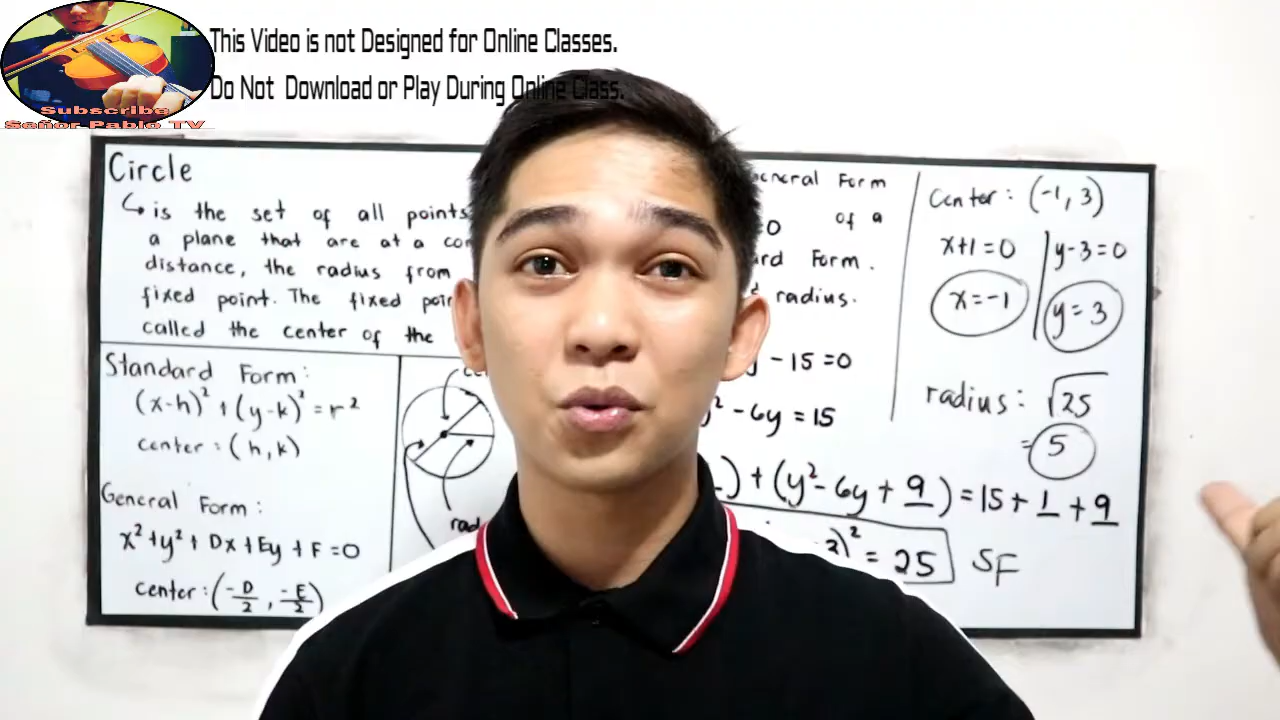 This Video is not Designed for Online Classes.
Do Not Download or Play During Online Class.
Subscribe
Señor Pablo TV
Circle
↳ is the set of all points
a plane that are at a
distance, the radius from
fixed point. The fixed
called the center of the
Standard Form:
(x-h)² + (y-k)² = r²
center: (h, k)
General Form:
x² + y² + Dx + Ey + F = 0
center: (-D/2, -E/2)
Form
of a
Form.
radius.
- 15 = 0
- 6y = 15
) + (y² - 6y + 9) = 15 + 1 + 9
)² = 25 SF
Center: (-1, 3)
x+1=0 y-3=0
x=-1 y=3
radius: √25
= 5